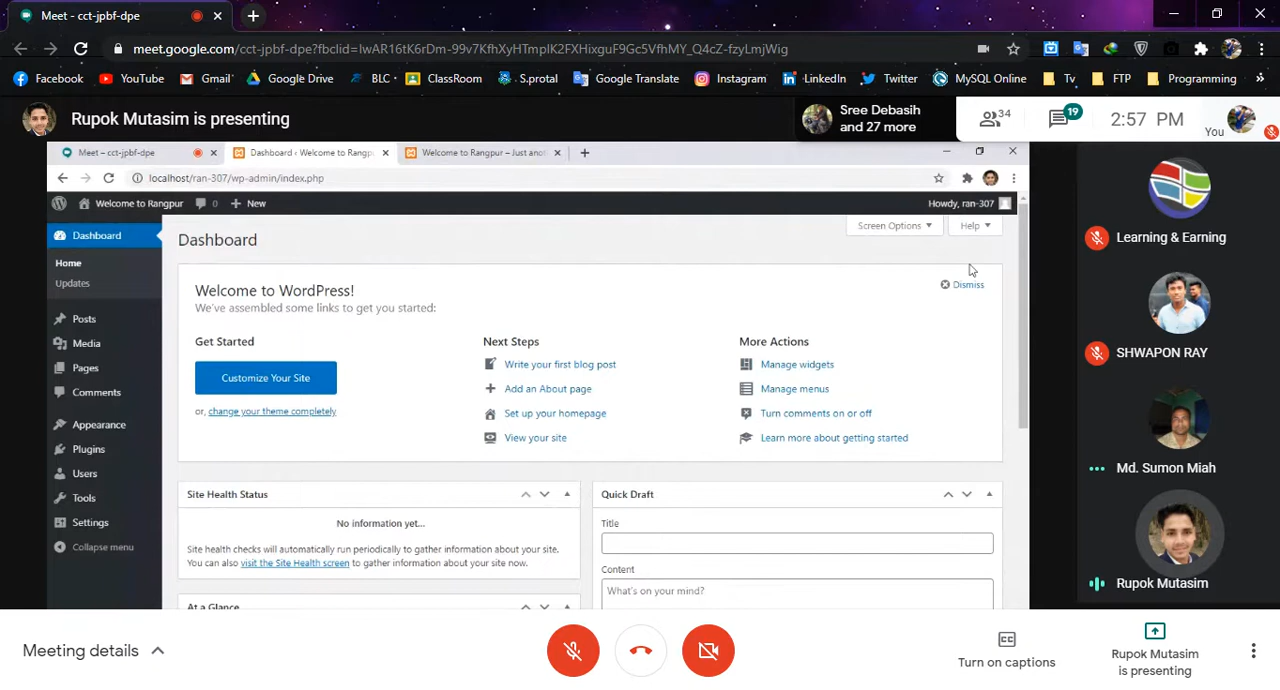 Meet - cct-jpbf-dpe
meet.google.com/cct-jpbf-dpe?fbclid=IwAR16tK6rDm-99v7KfhXyHTmplK2FXHixguF9Gc5VfhMY_Q4cZ-fzyLmjWig
Facebook YouTube Gmail Google Drive BLC ClassRoom S.protal Google Translate Instagram LinkedIn Twitter MySQL Online Tv FTP Programming »
Rupok Mutasim is presenting
Sree Debasih
and 27 more
34
19
2:57 PM
You
Meet – cct-jpbf-dpe
Dashboard ‹ Welcome to Rangpu
Welcome to Rangpur – Just anot
localhost/ran-307/wp-admin/index.php
Welcome to Rangpur 0 New
Howdy, ran-307
Dashboard
Home
Updates
Posts
Media
Pages
Comments
Appearance
Plugins
Users
Tools
Settings
Collapse menu
Screen Options
Help
Dashboard
Welcome to WordPress!
We've assembled some links to get you started:
Dismiss
Get Started
Customize Your Site
or, change your theme completely
Next Steps
Write your first blog post
Add an About page
Set up your homepage
View your site
More Actions
Manage widgets
Manage menus
Turn comments on or off
Learn more about getting started
Site Health Status
No information yet...
Site health checks will automatically run periodically to gather information about your site.
You can also visit the Site Health screen to gather information about your site now.
At a Glance
Quick Draft
Title
Content
What's on your mind?
Learning & Earning
SHWAPON RAY
Md. Sumon Miah
Rupok Mutasim
Meeting details
CC
Turn on captions
Rupok Mutasim
is presenting